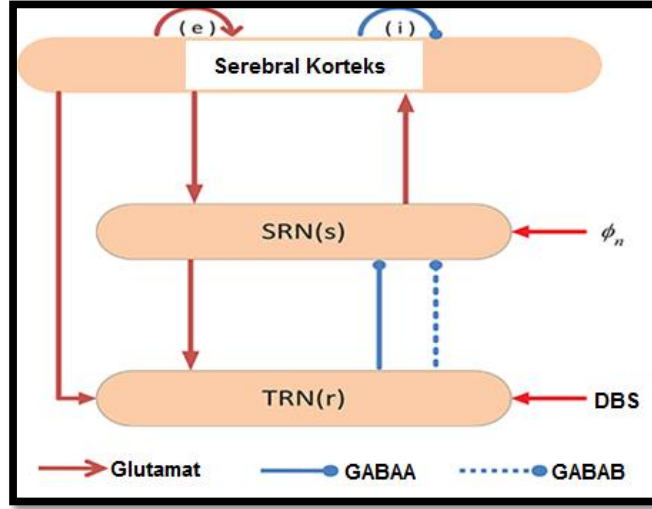 (e)
(i)
Serebral Korteks
SRN(s)
ϕn
TRN(r)
DBS
Glutamat
GABAA
GABAB